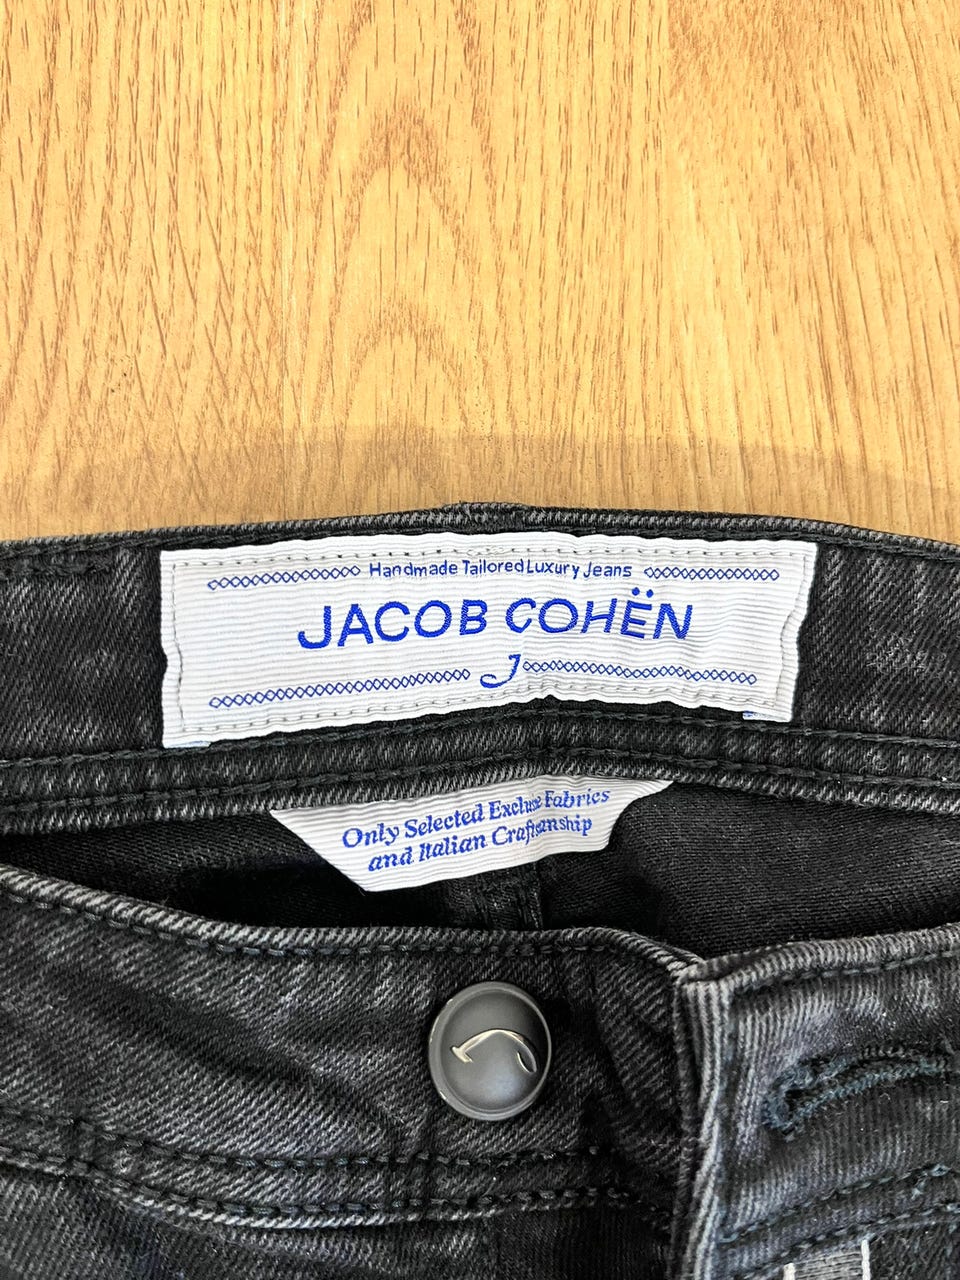 Handmade Tailored Luxury Jeans
JACOB COHËN
J
Only Selected Exclusive Fabrics
and Italian Craftsmanship
J